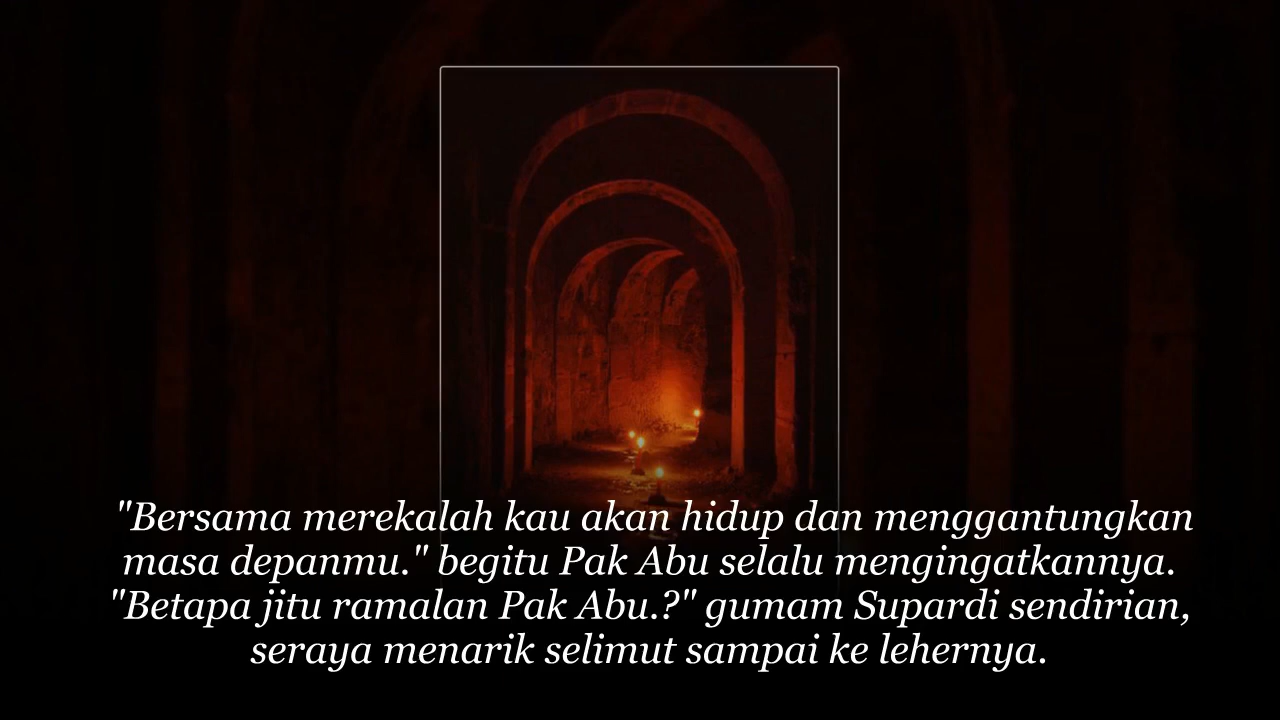 "Bersama merekalah kau akan hidup dan menggantungkan
masa depanmu." begitu Pak Abu selalu mengingatkannya.
"Betapa jitu ramalan Pak Abu.?" gumam Supardi sendirian,
seraya menarik selimut sampai ke lehernya.